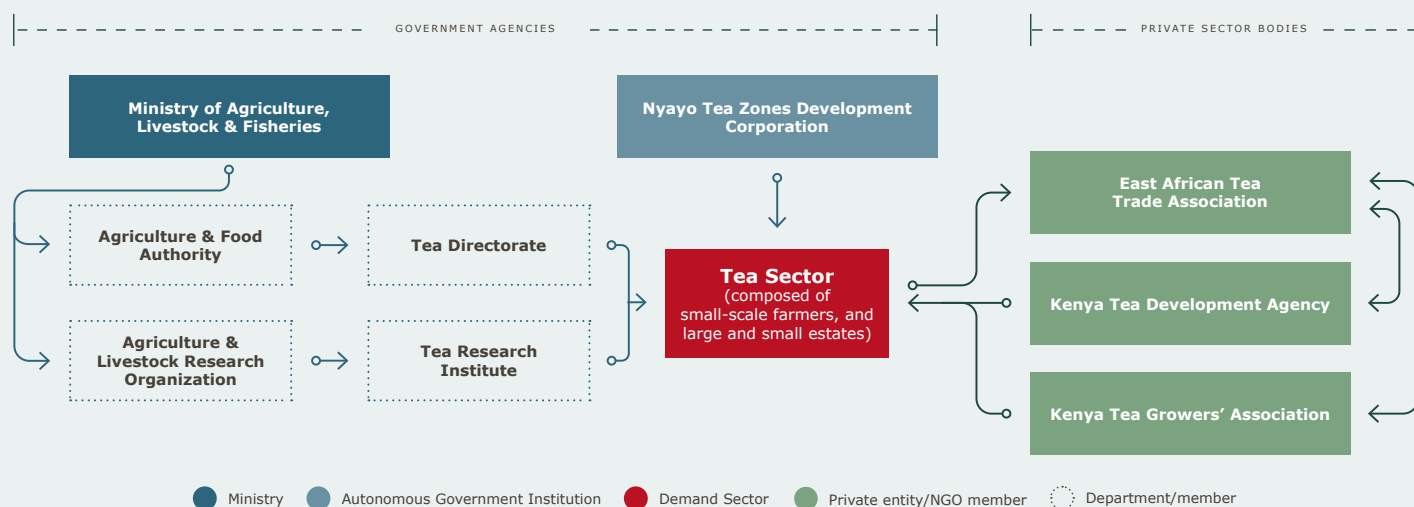 GOVERNMENT AGENCIES
PRIVATE SECTOR BODIES
Ministry of Agriculture,
Livestock & Fisheries
Nyayo Tea Zones Development
Corporation
East African Tea
Trade Association
Agriculture & Food
Authority
Tea Directorate
Tea Sector
(composed of
small-scale farmers, and
large and small estates)
Kenya Tea Development Agency
Agriculture &
Livestock Research
Organization
Tea Research
Institute
Kenya Tea Growers’ Association
Ministry
Autonomous Government Institution
Demand Sector
Private entity/NGO member
Department/member